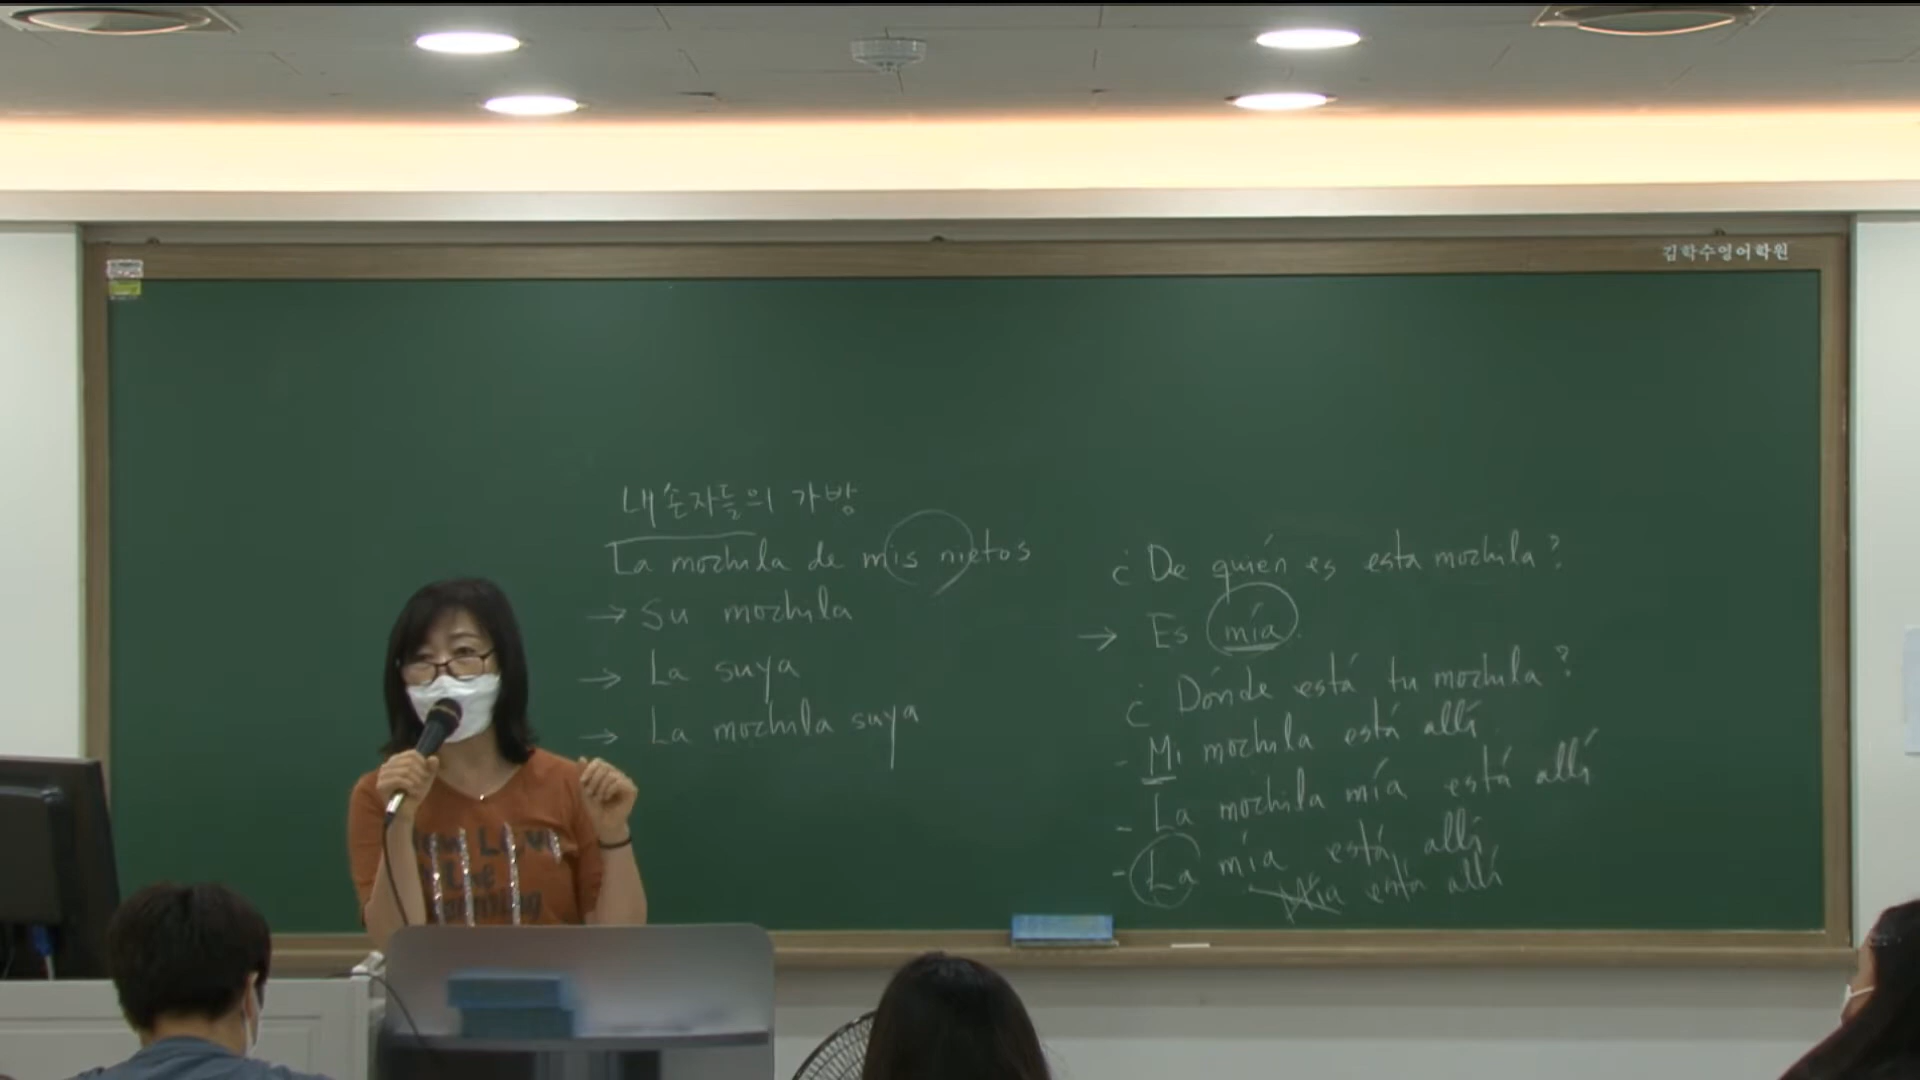 김학수영어학원
내 손자들의 가방
La mochila de mis nietos
→ Su mochila
→ La suya
→ La mochila suya
¿ De quién es esta mochila?
→ Es mía.
¿ Dónde está tu mochila?
- Mi mochila está allí
- La mochila mía está allí
- La mía está allí
Mía está allí